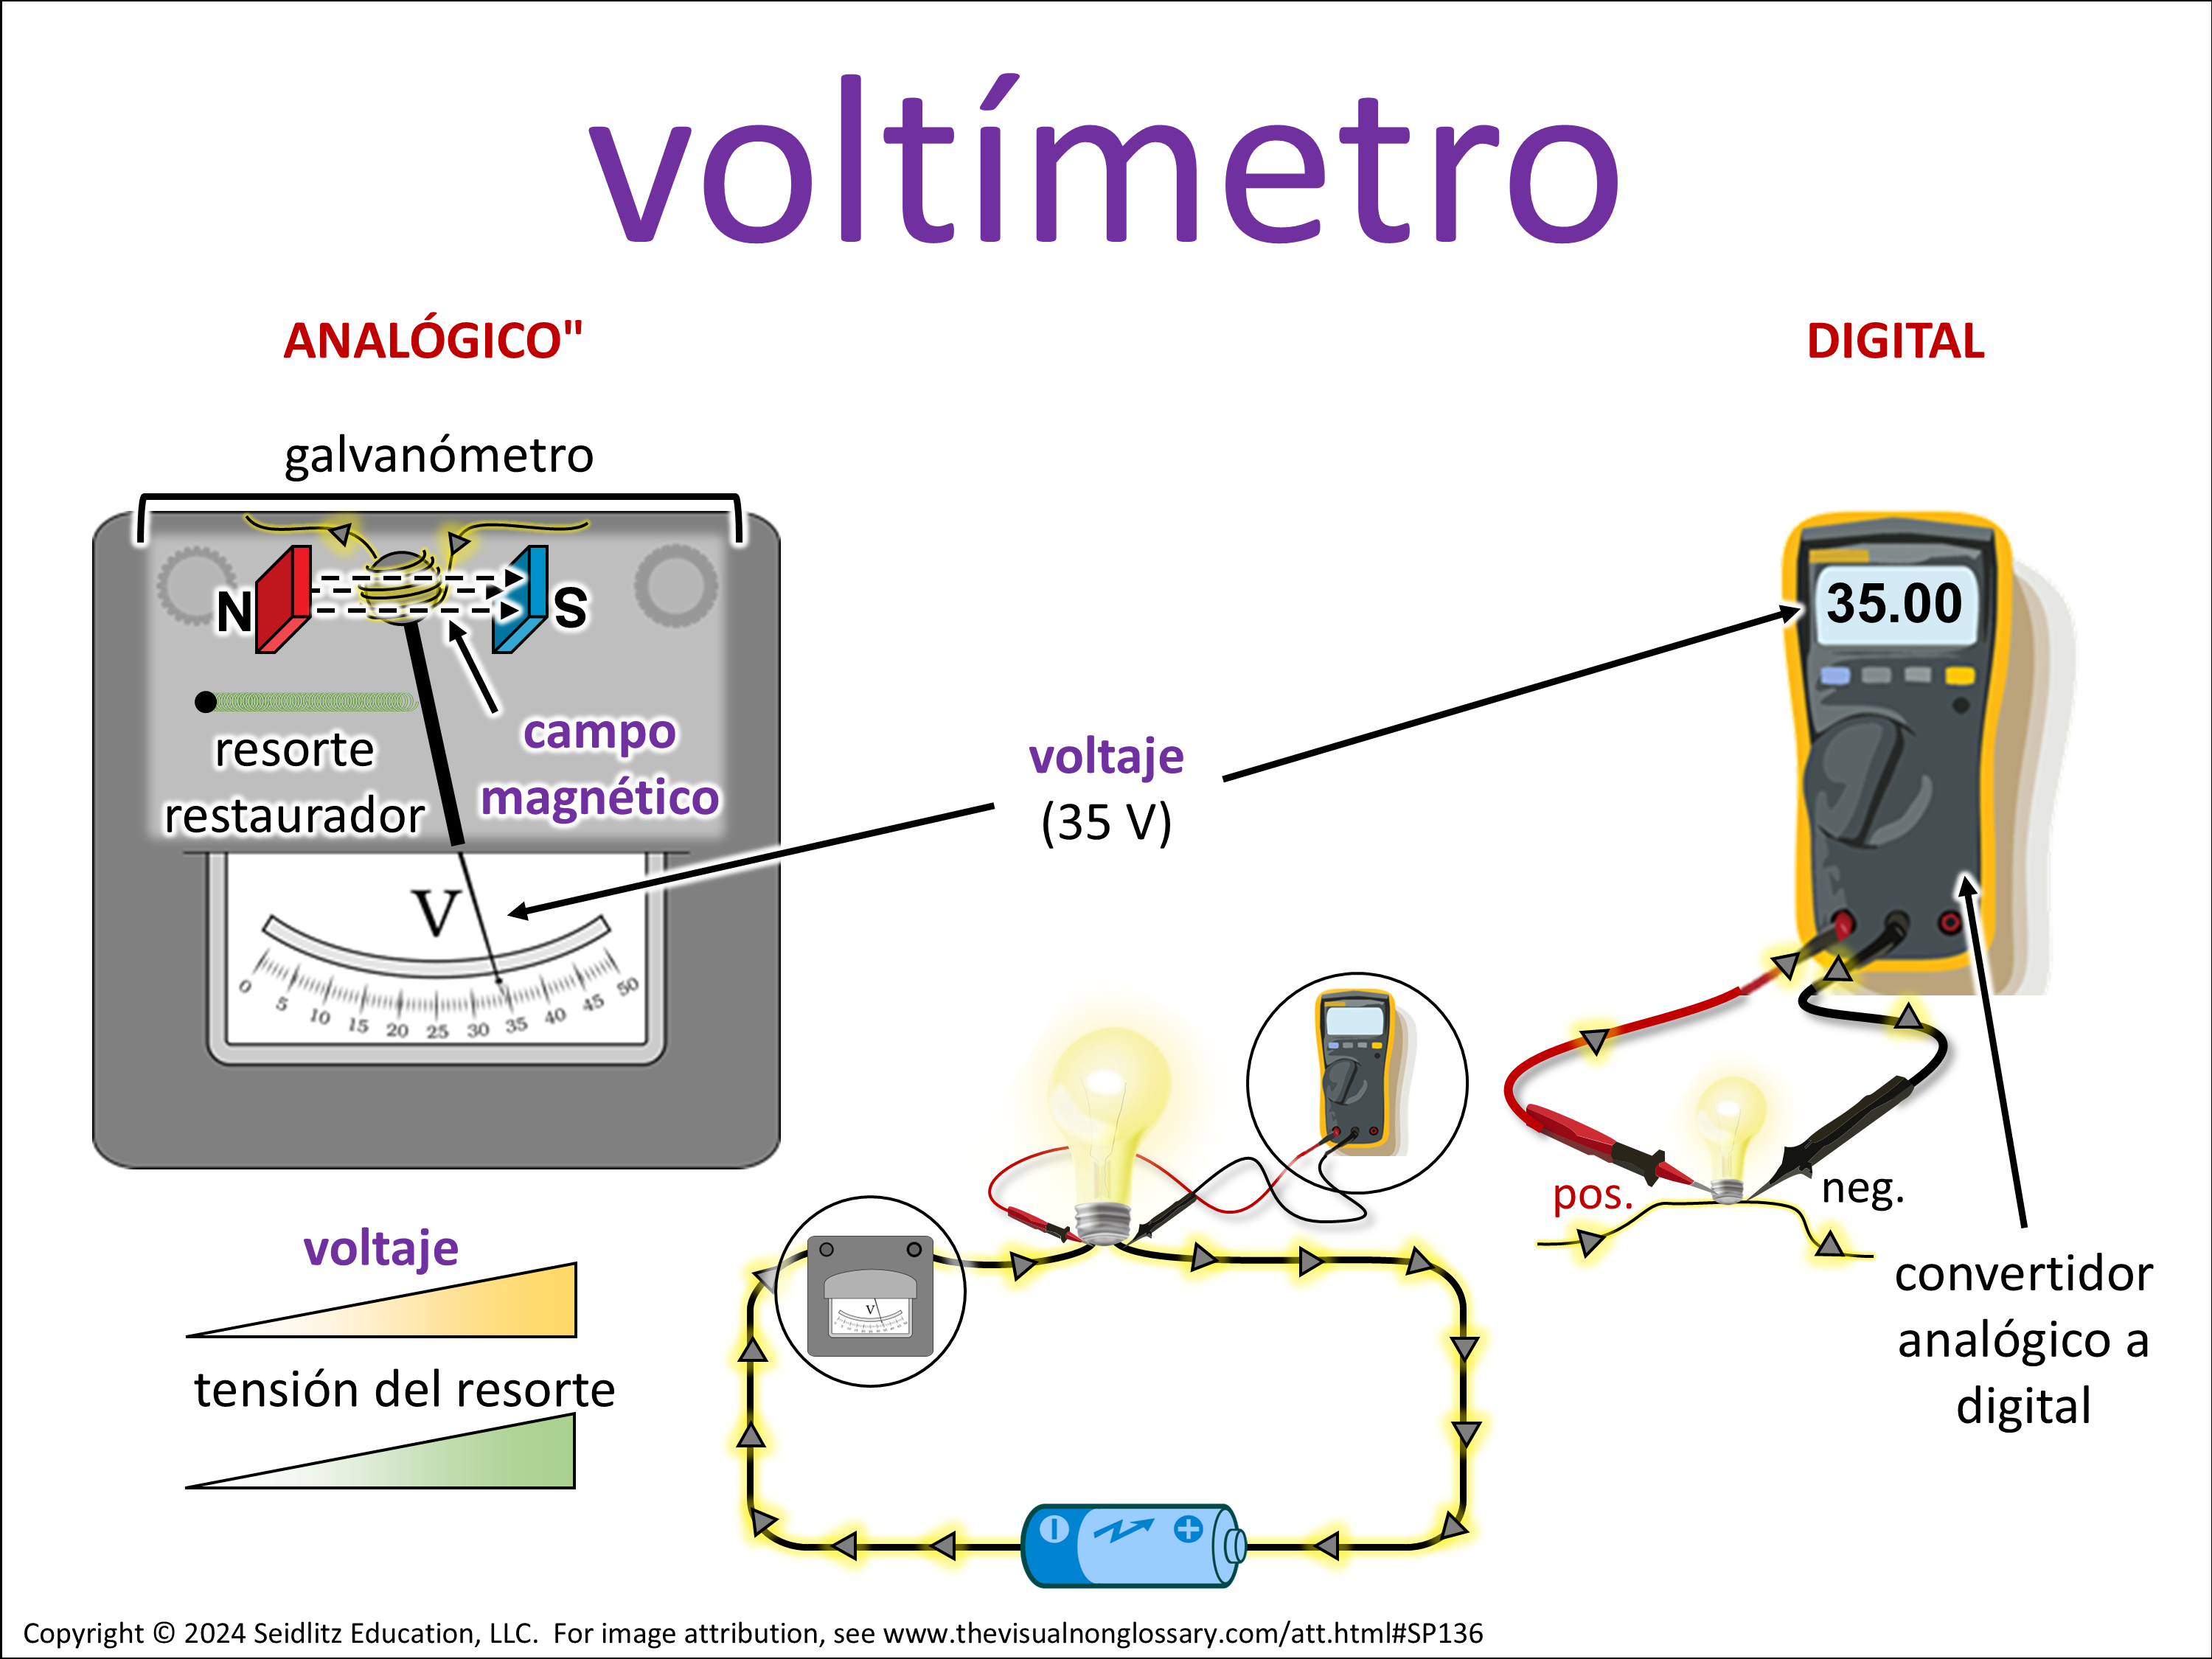 voltímetro
ANALÓGICO"
DIGITAL
galvanómetro
N
S
35.00
resorte
restaurador
campo
magnético
voltaje
(35 V)
V
0 5 10 15 20 25 30 35 40 45 50
pos.
neg.
convertidor
analógico a
digital
voltaje
tensión del resorte
V
Copyright © 2024 Seidlitz Education, LLC. For image attribution, see www.thevisualnonglossary.com/att.html#SP136